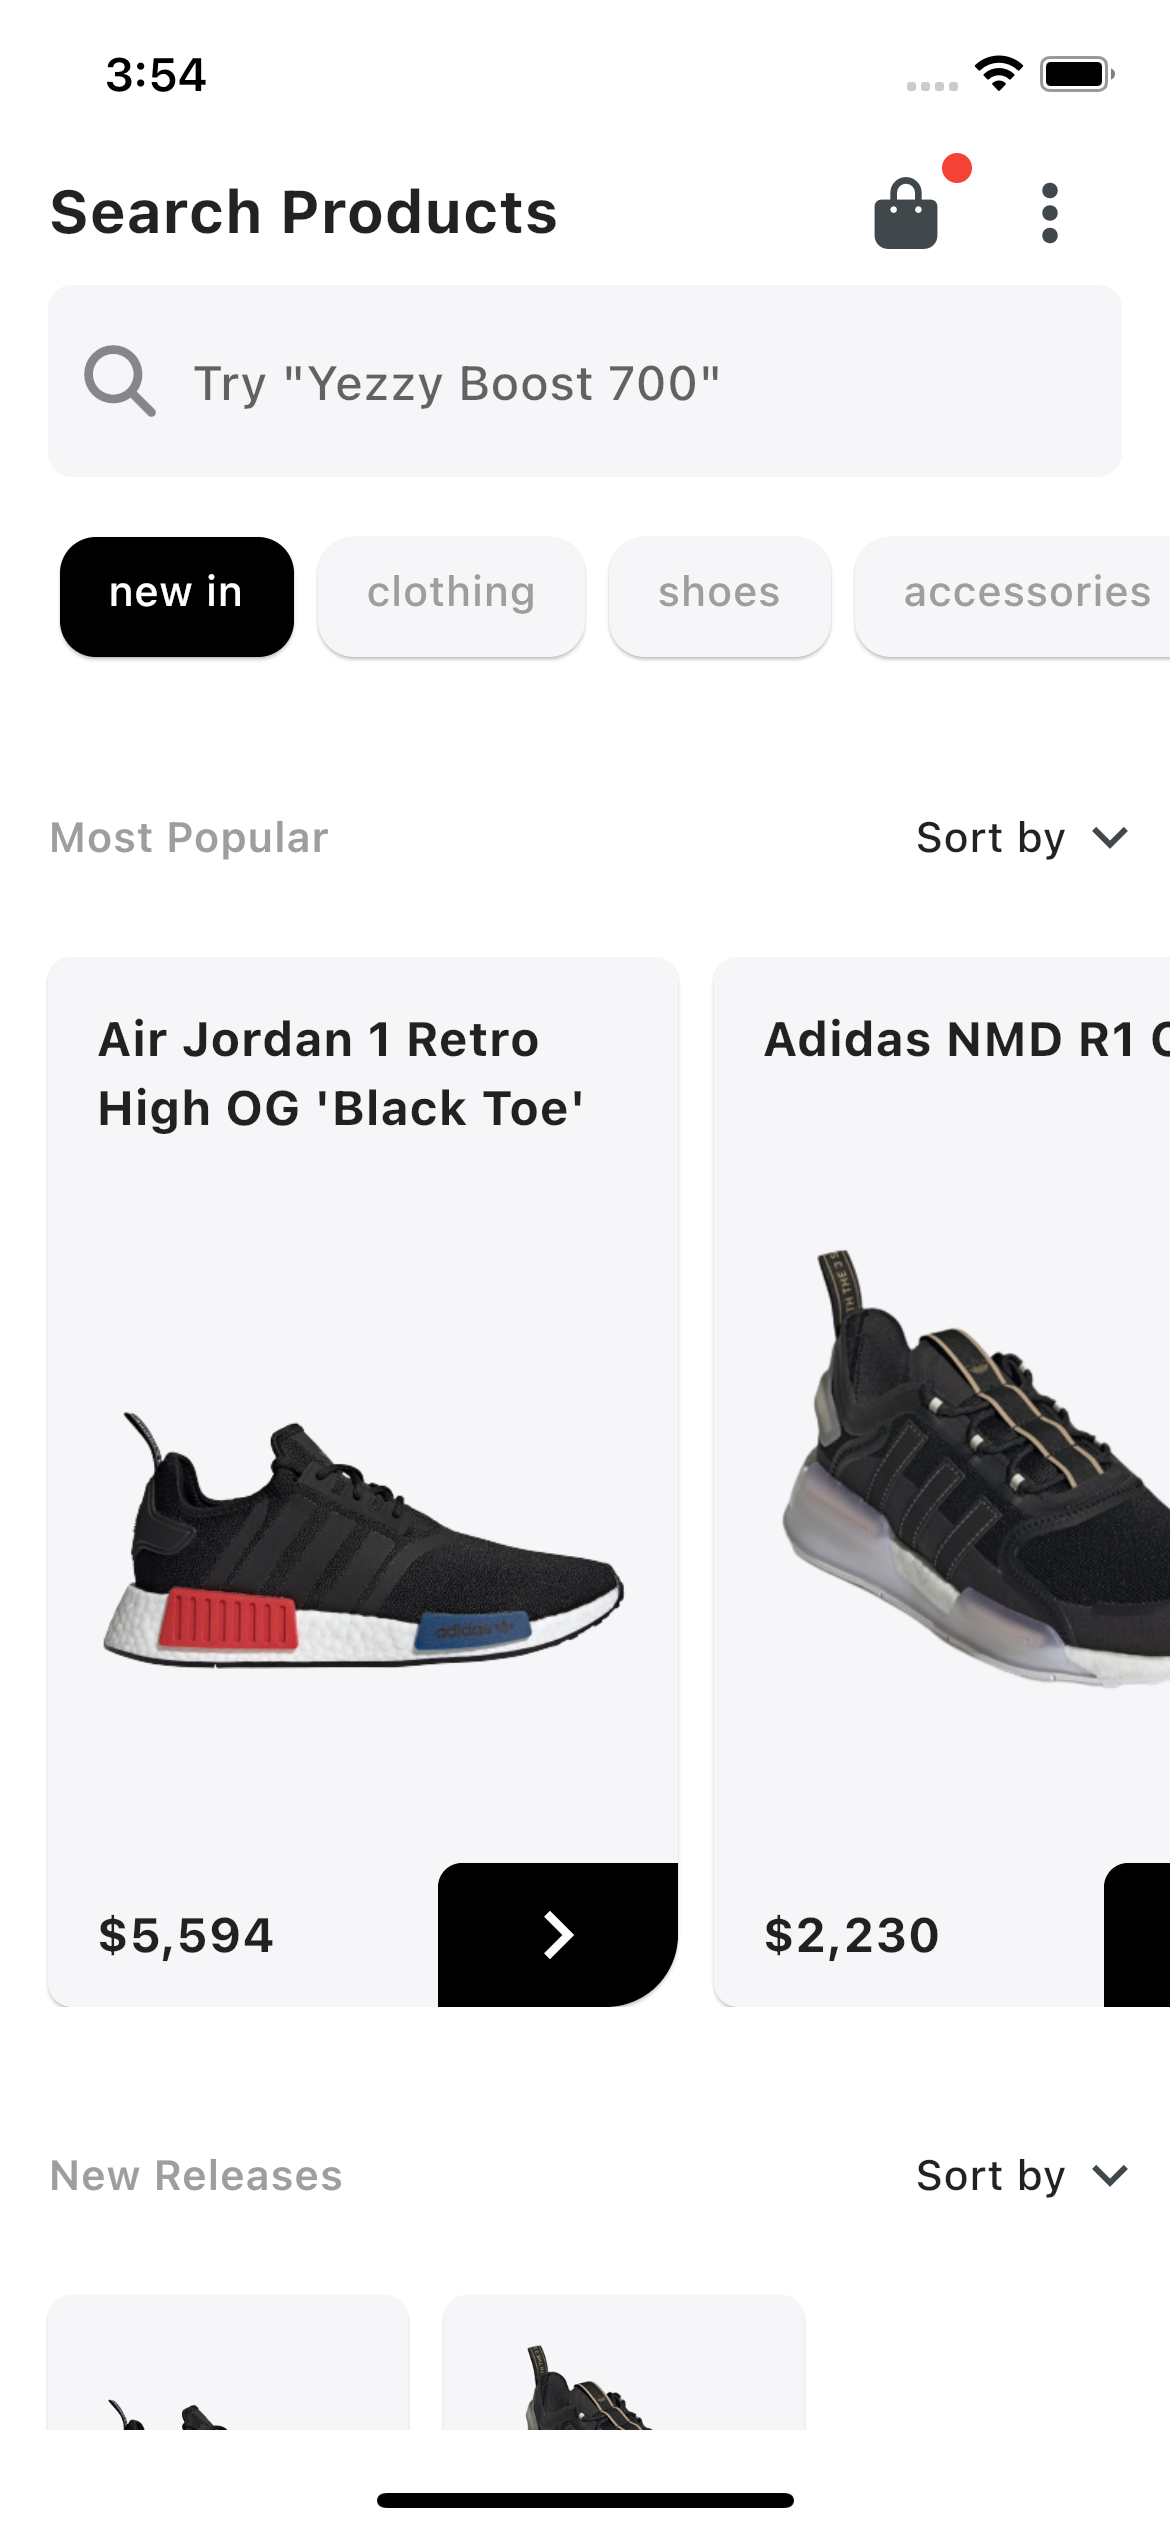 3:54
Search Products
Try "Yezzy Boost 700"
new in
clothing
shoes
accessories
Most Popular
Sort by
Air Jordan 1 Retro
High OG 'Black Toe'
Adidas NMD R1
adidas
$5,594
$2,230
New Releases
Sort by